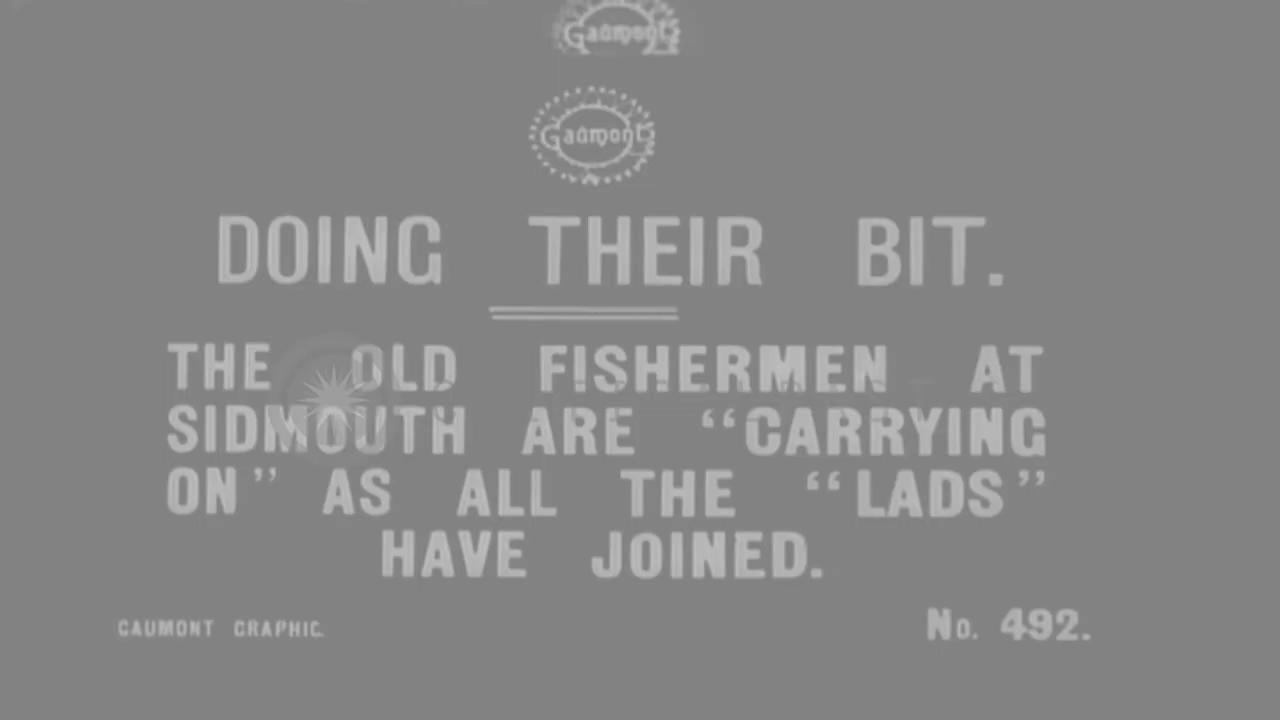 Gaumont
Gaumont
DOING THEIR BIT.
THE OLD FISHERMEN AT
SIDMOUTH ARE “CARRYING
ON” AS ALL THE “LADS”
HAVE JOINED.
GAUMONT GRAPHIC.
No. 492.